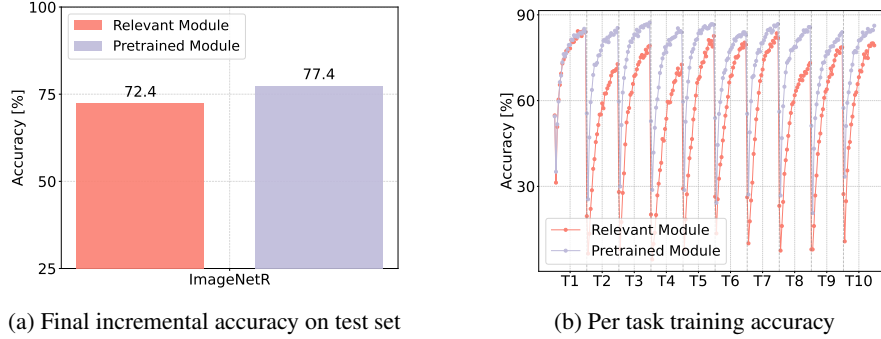 100
75
50
25
Accuracy [%]
Relevant Module
Pretrained Module
72.4
77.4
ImageNetR
(a) Final incremental accuracy on test set
90
60
30
Accuracy [%]
Relevant Module
Pretrained Module
T1 T2 T3 T4 T5 T6 T7 T8 T9 T10
(b) Per task training accuracy